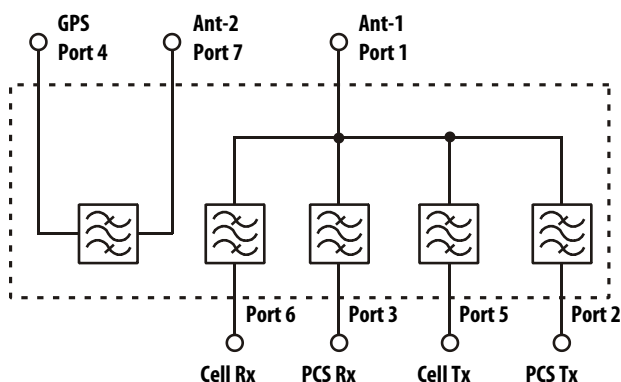 GPS
Port 4
Ant-2
Port 7
Ant-1
Port 1
Port 6
Port 3
Port 5
Port 2
Cell Rx
PCS Rx
Cell Tx
PCS Tx